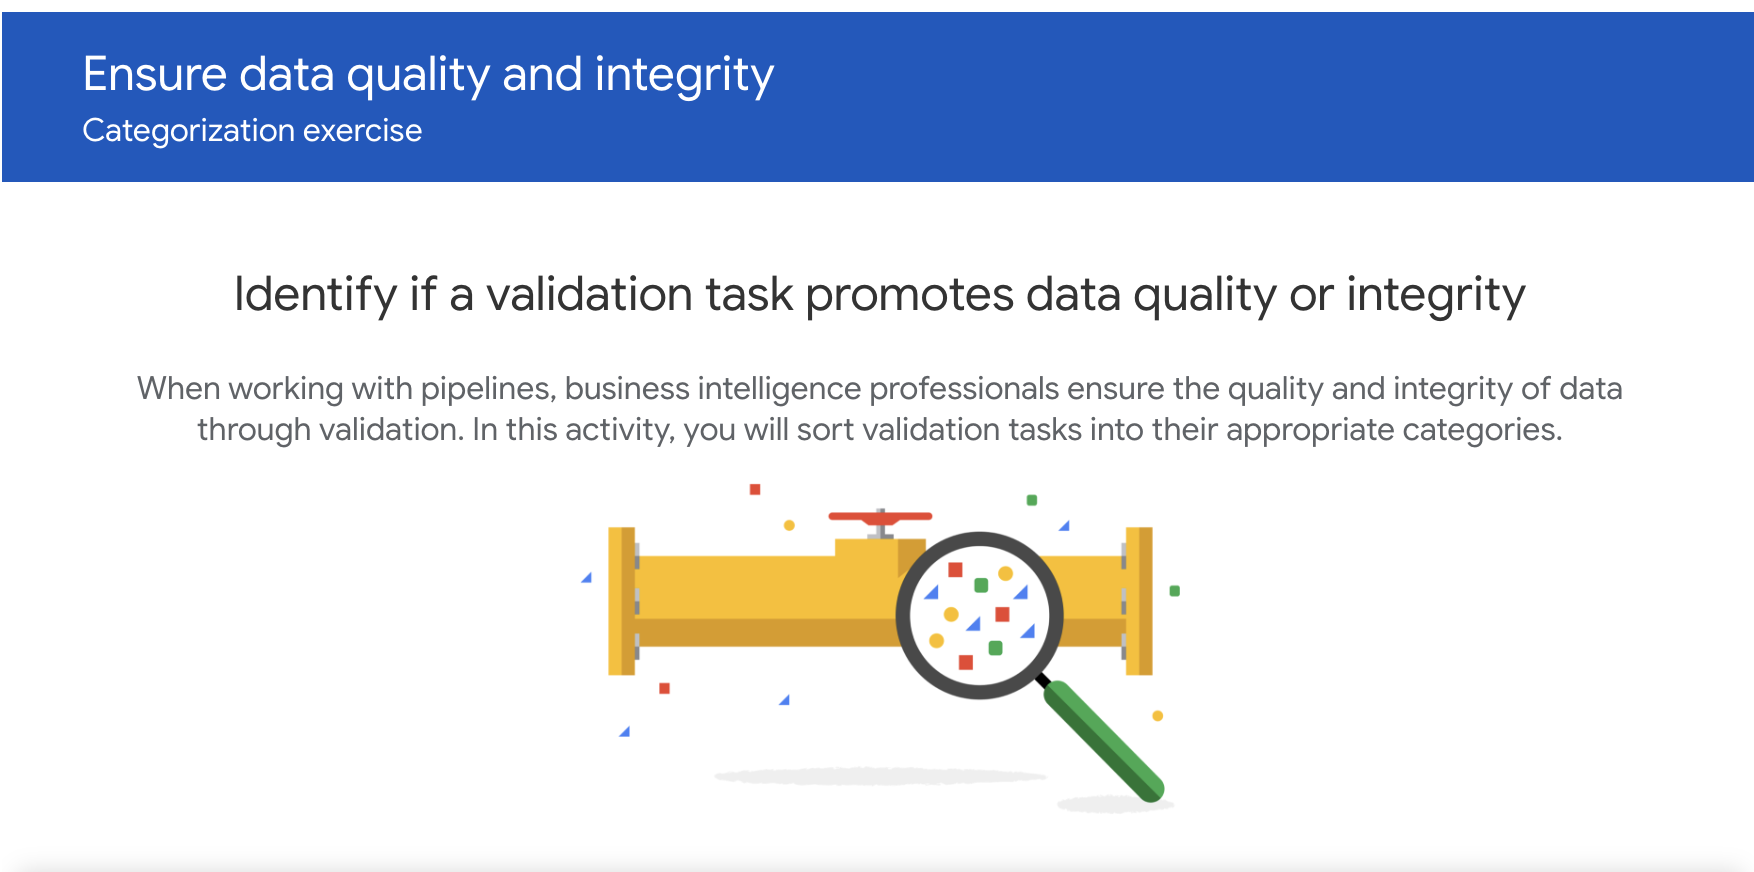 Ensure data quality and integrity
Categorization exercise
Identify if a validation task promotes data quality or integrity
When working with pipelines, business intelligence professionals ensure the quality and integrity of data
through validation. In this activity, you will sort validation tasks into their appropriate categories.